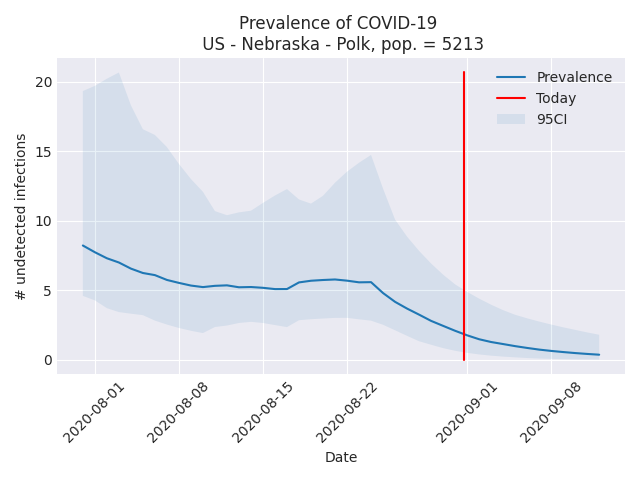 Prevalence of COVID-19
US - Nebraska - Polk, pop. = 5213
Prevalence
Today
95CI
20
15
10
5
0
# undetected infections
2020-08-01
2020-08-08
2020-08-15
2020-08-22
2020-09-01
2020-09-08
Date